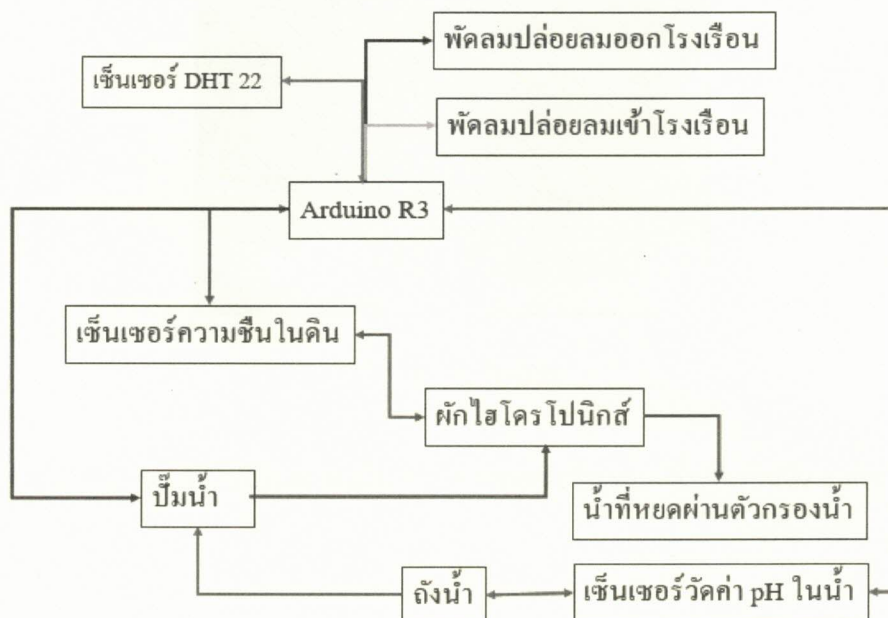 พัดลมปล่อยลมออกโรงเรือน
เซ็นเซอร์ DHT 22
พัดลมปล่อยลมเข้าโรงเรือน
Arduino R3
เซ็นเซอร์ความชืนในดิน
ผักไฮโดรโปนิกส์
ปั๊มน้ำ
น้ำที่หยดผ่านตัวกรองน้ำ
ถังน้ำ
เซ็นเซอร์วัดค่า pH ในน้ำ